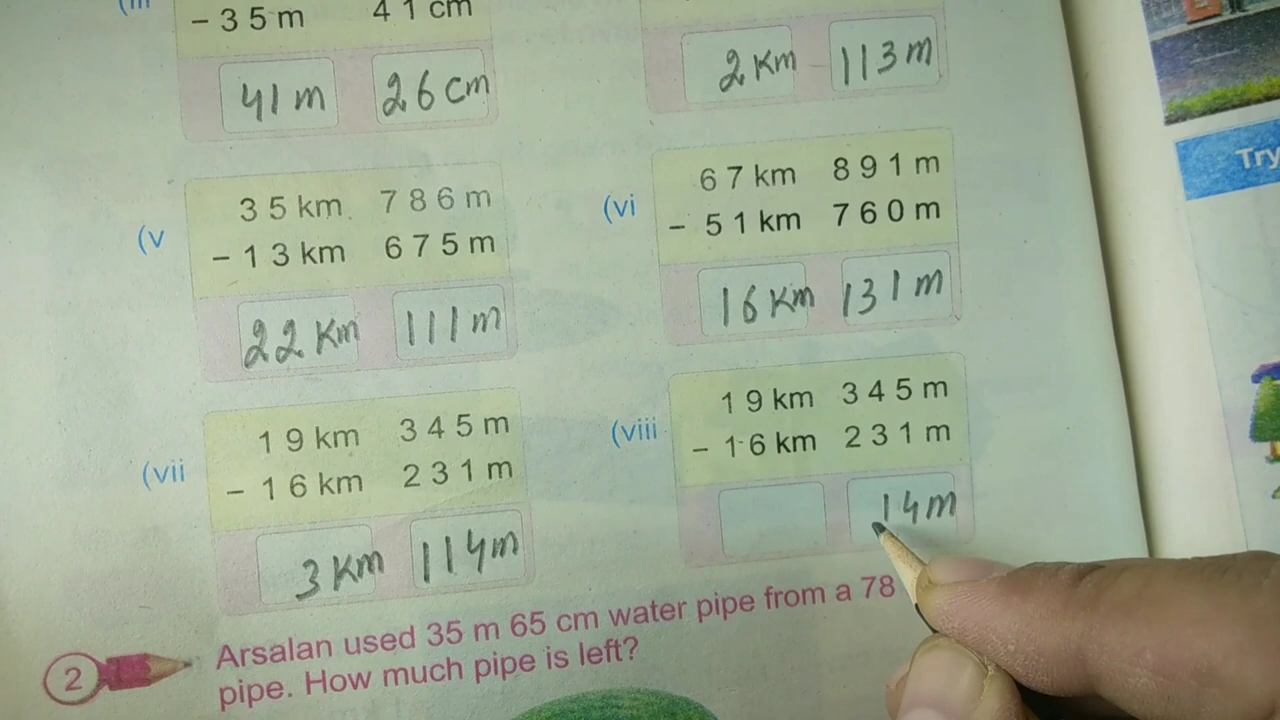 (iii
- 3 5 m 4 1 cm
41 m 26 cm
2 Km 113 m
(v
3 5 km 7 8 6 m
- 1 3 km 6 7 5 m
22 Km 111 m
(vi
6 7 km 8 9 1 m
- 5 1 km 7 6 0 m
16 Km 131 m
(vii
1 9 km 3 4 5 m
- 1 6 km 2 3 1 m
3 Km 114 m
(viii
1 9 km 3 4 5 m
- 1 6 km 2 3 1 m
14 m
2 Arsalan used 35 m 65 cm water pipe from a 78
pipe. How much pipe is left?
Try